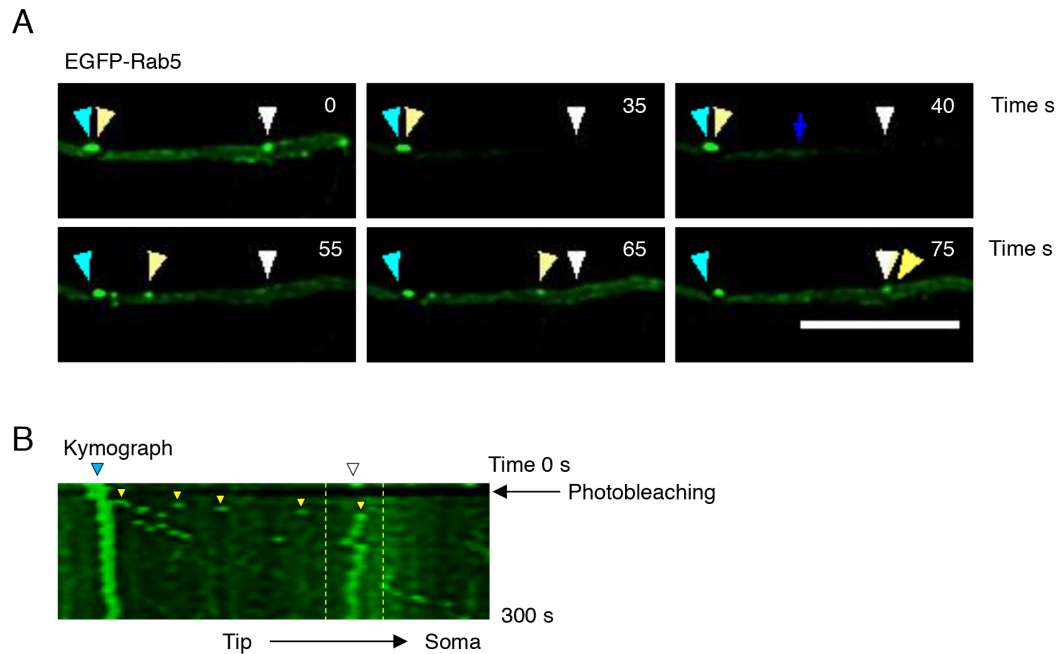 A
EGFP-Rab5
0
35
40
Time s
55
65
75
Time s
B
Kymograph
Time 0 s
Photobleaching
300 s
Tip
Soma